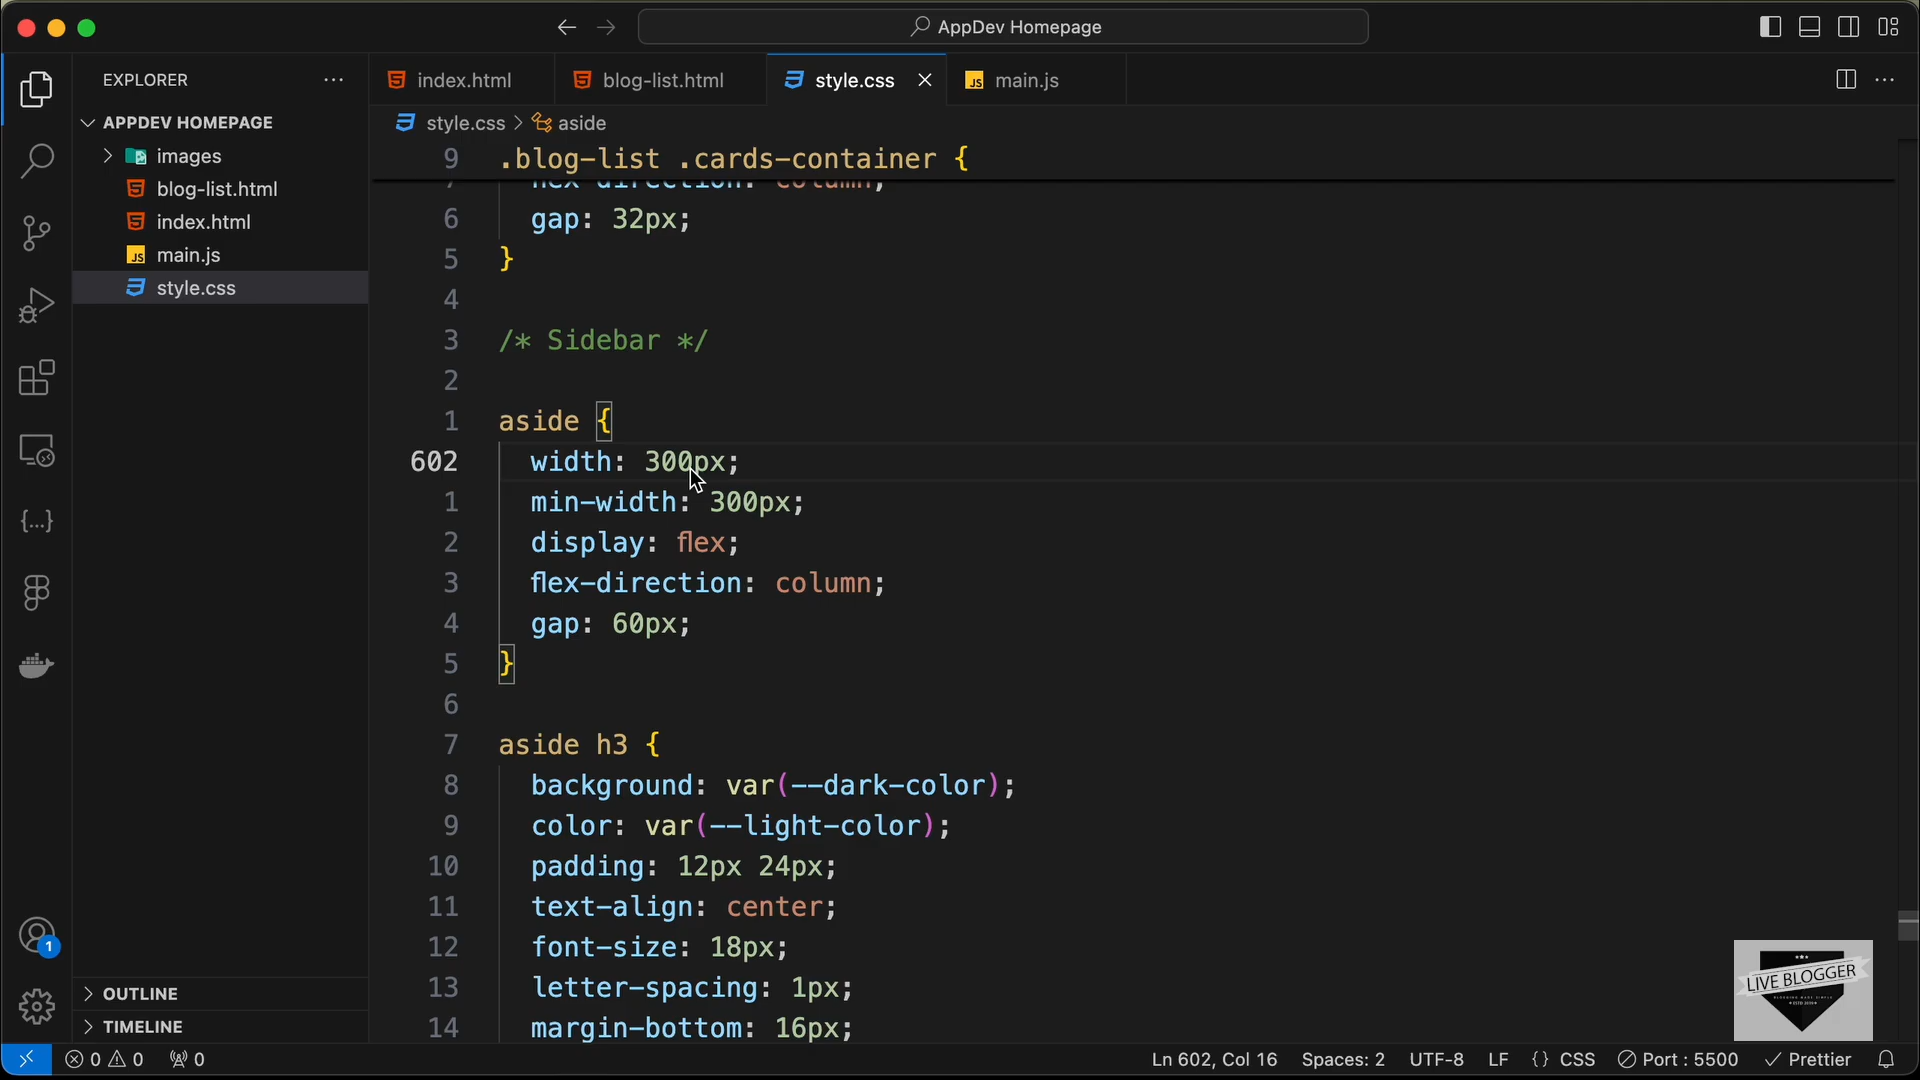 AppDev Homepage
EXPLORER
APPDEV HOMEPAGE
images
blog-list.html
index.html
main.js
style.css
index.html
blog-list.html
style.css
main.js
style.css > aside
9 .blog-list .cards-container {
7 flex-direction: column;
6 gap: 32px;
5 }
4
3 /* Sidebar */
2
1 aside {
602 width: 300px;
1 min-width: 300px;
2 display: flex;
3 flex-direction: column;
4 gap: 60px;
5 }
6
7 aside h3 {
8 background: var(--dark-color);
9 color: var(--light-color);
10 padding: 12px 24px;
11 text-align: center;
12 font-size: 18px;
13 letter-spacing: 1px;
14 margin-bottom: 16px;
1
OUTLINE
TIMELINE
LIVE BLOGGER
0 0 0
Ln 602, Col 16 Spaces: 2 UTF-8 LF {} CSS Port : 5500 Prettier